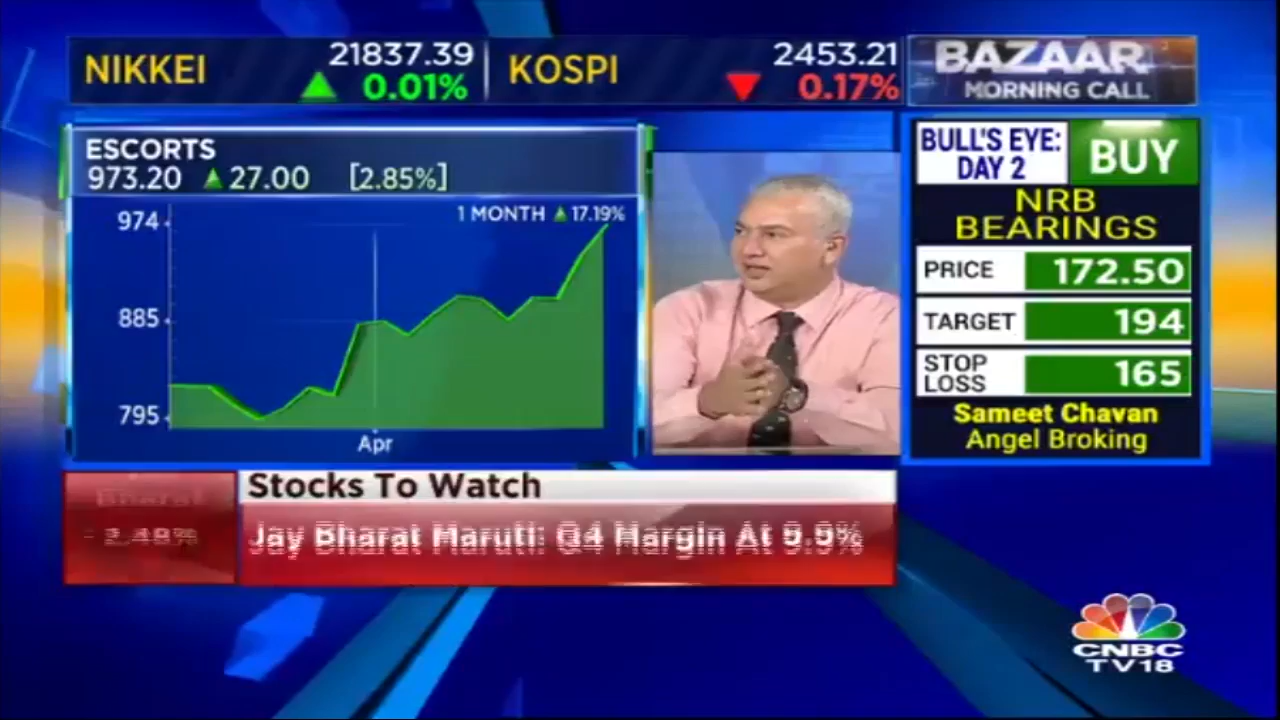 NIKKEI 21837.39
▲ 0.01%
KOSPI 2453.21
▼ 0.17%
BAZAAR
MORNING CALL
ESCORTS
973.20 ▲ 27.00 [2.85%]
1 MONTH ▲ 17.19%
974
885
795
Apr
BULL'S EYE:
DAY 2
BUY
NRB
BEARINGS
PRICE 172.50
TARGET 194
STOP
LOSS 165
Sameet Chavan
Angel Broking
Stocks To Watch
Bharat
2.48%
Jay Bharat Maruti: Q4 Margin At 9.9%
CNBC
TV18